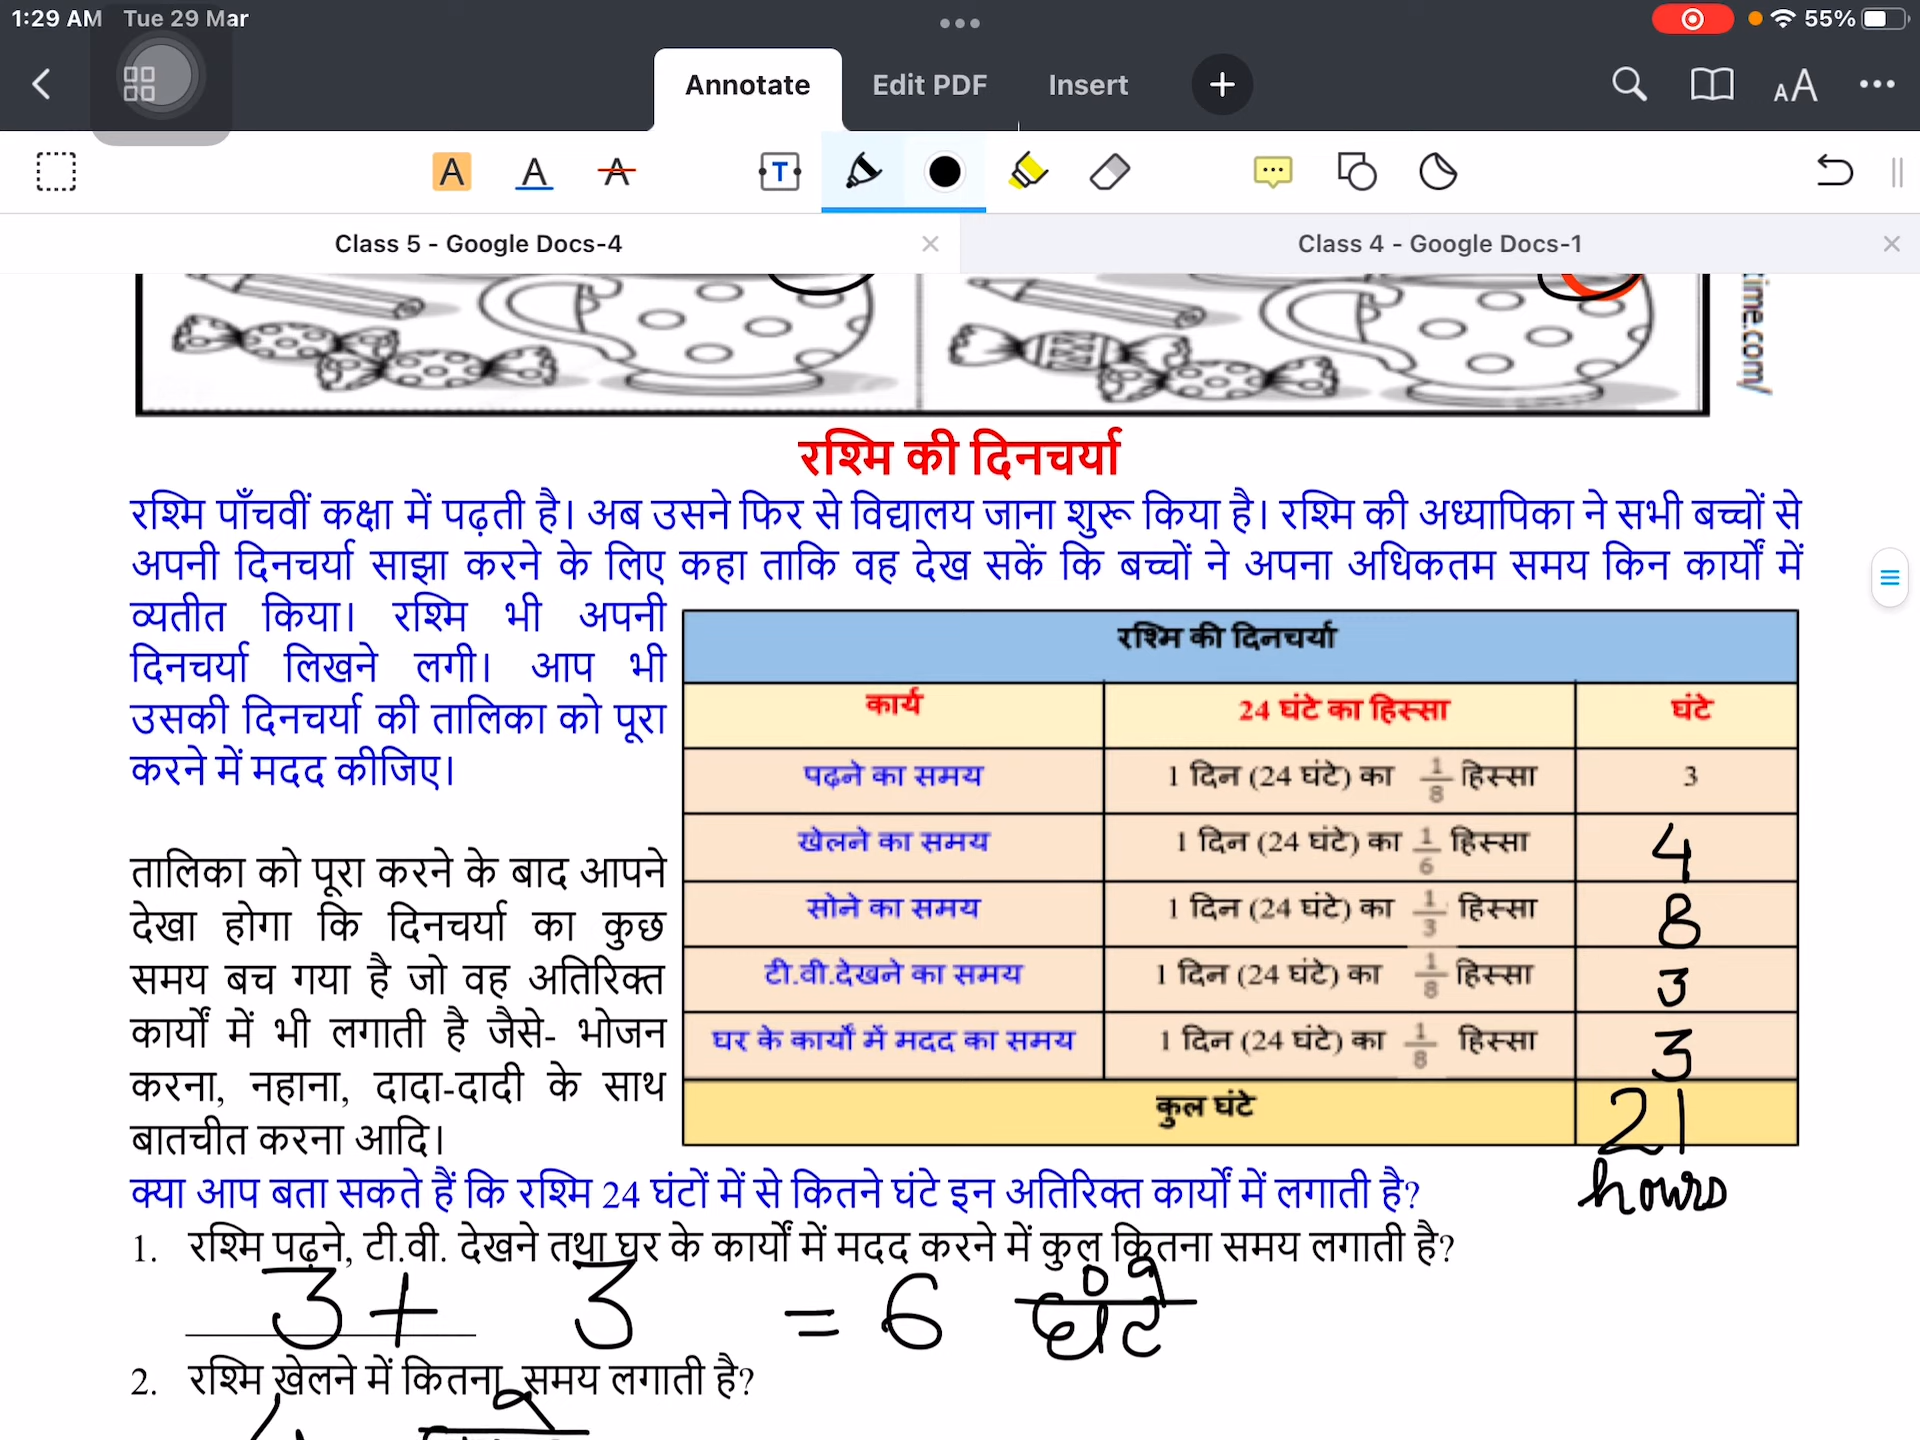 1:29 AM Tue 29 Mar
55%
Annotate Edit PDF Insert
Class 5 - Google Docs-4
Class 4 - Google Docs-1
time.com/
रश्मि की दिनचर्या
रश्मि पाँचवीं कक्षा में पढ़ती है। अब उसने फिर से विद्यालय जाना शुरू किया है। रश्मि की अध्यापिका ने सभी बच्चों से
अपनी दिनचर्या साझा करने के लिए कहा ताकि वह देख सकें कि बच्चों ने अपना अधिकतम समय किन कार्यों में
व्यतीत किया। रश्मि भी अपनी
दिनचर्या लिखने लगी। आप भी
उसकी दिनचर्या की तालिका को पूरा
करने में मदद कीजिए।
तालिका को पूरा करने के बाद आपने
देखा होगा कि दिनचर्या का कुछ
समय बच गया है जो वह अतिरिक्त
कार्यों में भी लगाती है जैसे- भोजन
करना, नहाना, दादा-दादी के साथ
बातचीत करना आदि।
रश्मि की दिनचर्या
कार्य 24 घंटे का हिस्सा घंटे
पढ़ने का समय 1 दिन (24 घंटे) का 1/8 हिस्सा 3
खेलने का समय 1 दिन (24 घंटे) का 1/6 हिस्सा 4
सोने का समय 1 दिन (24 घंटे) का 1/3 हिस्सा 8
टी.वी.देखने का समय 1 दिन (24 घंटे) का 1/8 हिस्सा 3
घर के कार्यों में मदद का समय 1 दिन (24 घंटे) का 1/8 हिस्सा 3
कुल घंटे 21
hours
क्या आप बता सकते हैं कि रश्मि 24 घंटों में से कितने घंटे इन अतिरिक्त कार्यों में लगाती है?
1. रश्मि पढ़ने, टी.वी. देखने तथा घर के कार्यों में मदद करने में कुल कितना समय लगाती है?
3 + 3 = 6 घंटे
2. रश्मि खेलने में कितना समय लगाती है?